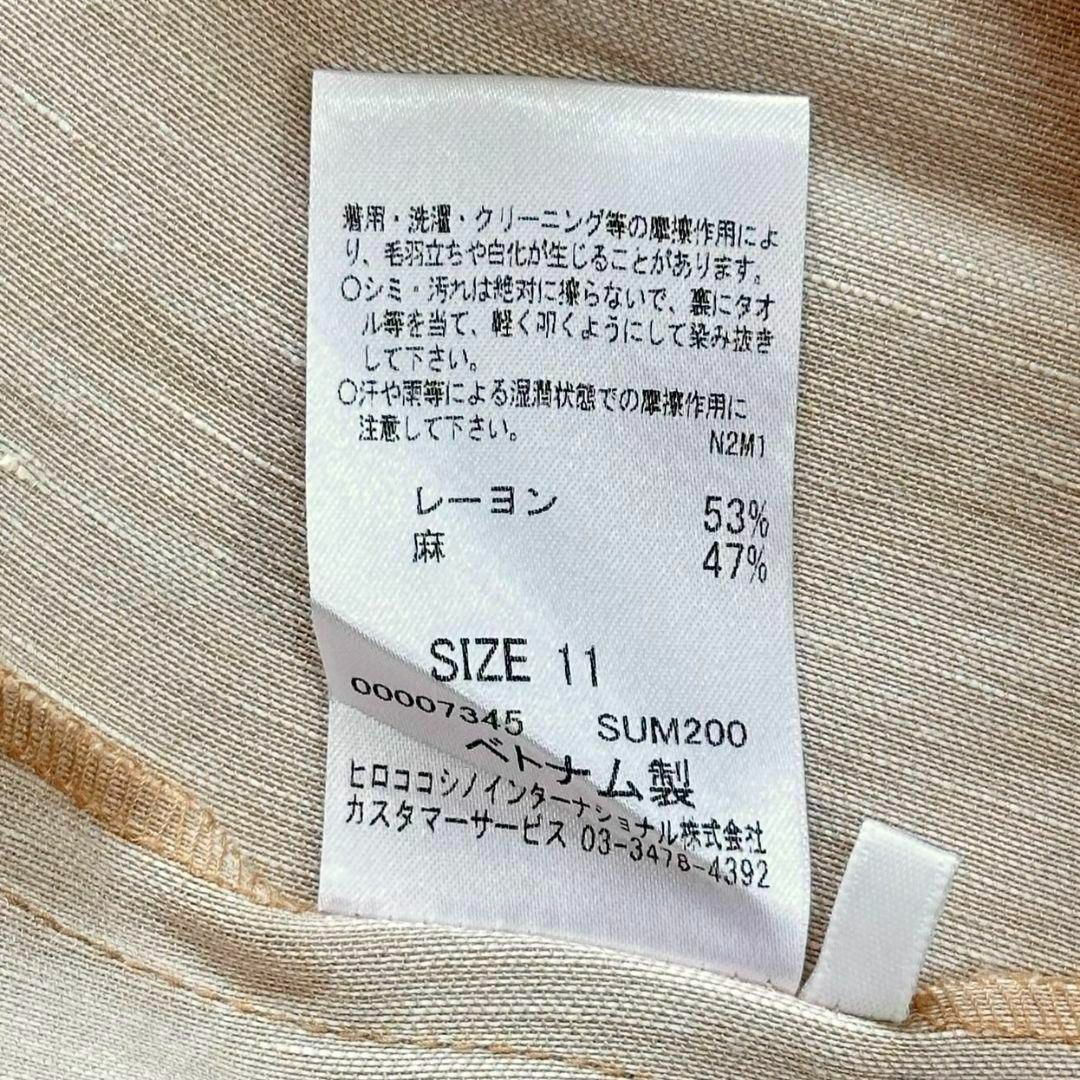 着用・洗濯・クリーニング等の摩擦作用によ
り、毛羽立ちや白化が生じることがあります。
○シミ・汚れは絶対に擦らないで、裏にタオ
ル等を当て、軽く叩くようにして染み抜き
して下さい。
○汗や雨等による湿潤状態での摩擦作用に
注意して下さい。
N2M1
レーヨン 53%
麻 47%
SIZE 11
00007345 SUM200
ベトナム製
ヒロココシノインターナショナル株式会社
カスタマーサービス 03-3478-4392